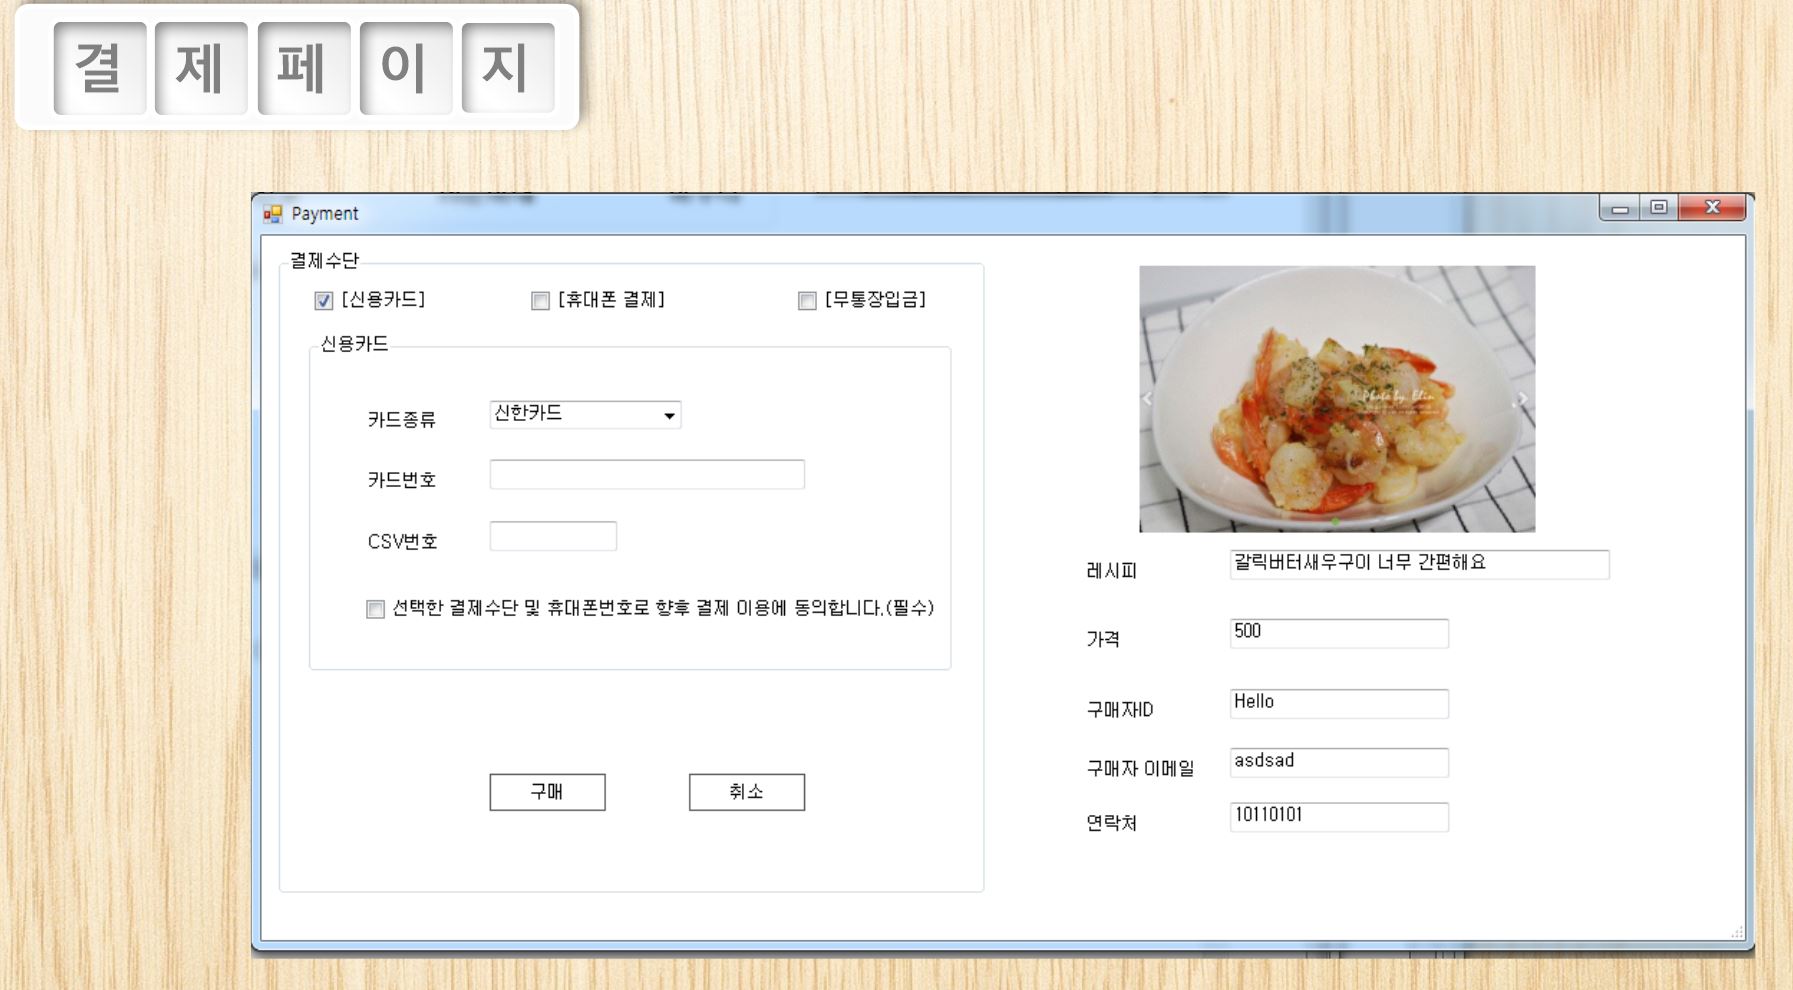 결제페이지
Payment
결제수단
[신용카드] [휴대폰 결제] [무통장입금]
신용카드
카드종류 신한카드
카드번호
CSV번호
선택한 결제수단 및 휴대폰번호로 향후 결제 이용에 동의합니다.(필수)
구매 취소
Photo by. Elin
레시피 갈릭버터새우구이 너무 간편해요
가격 500
구매자ID Hello
구매자 이메일 asdsad
연락처 10110101